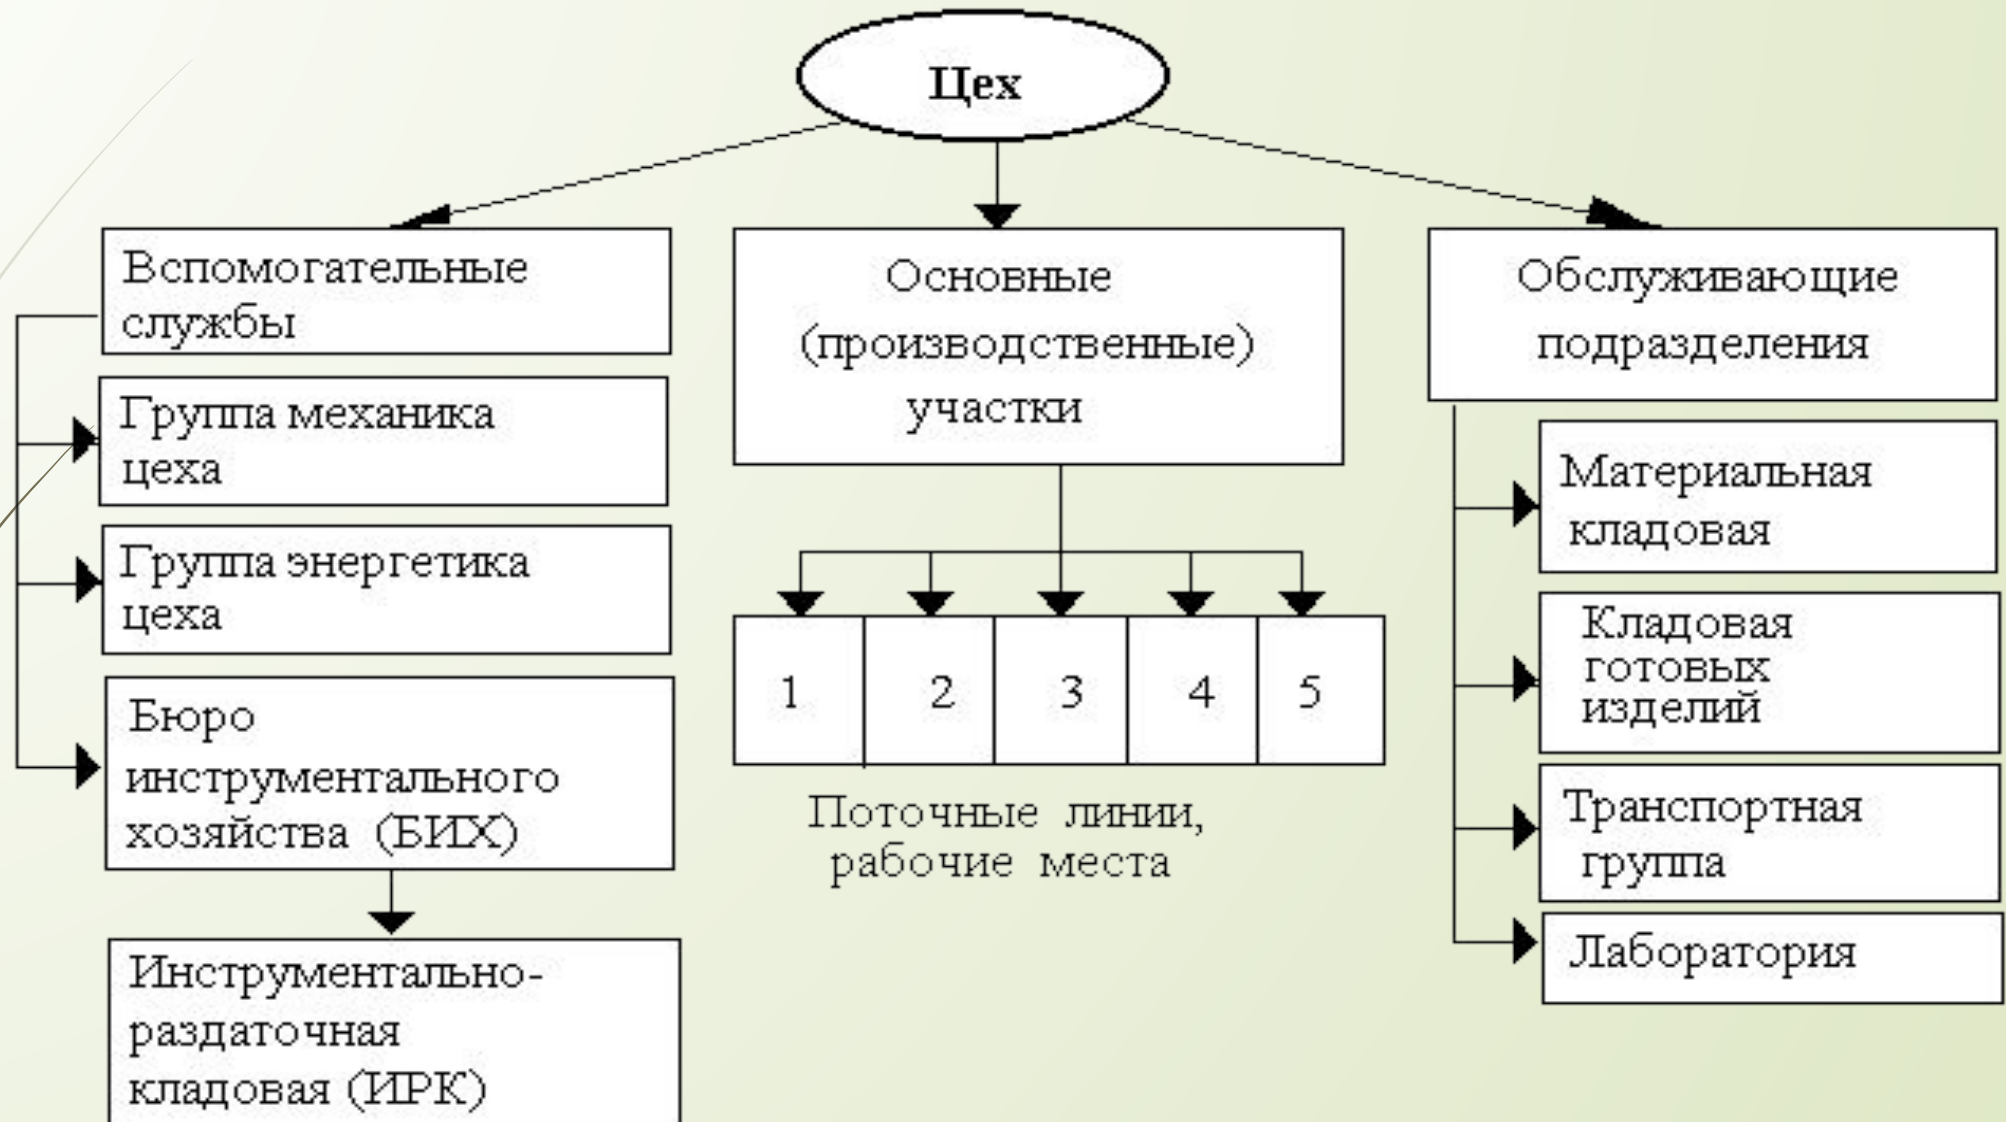 Цех
Вспомогательные
службы
Группа механика
цеха
Группа энергетика
цеха
Бюро
инструментального
хозяйства (БИХ)
Инструментально-
раздаточная
кладовая (ИРК)
Основные
(производственные)
участки
1 2 3 4 5
Поточные линии,
рабочие места
Обслуживающие
подразделения
Материальная
кладовая
Кладовая
готовых
изделий
Транспортная
группа
Лаборатория